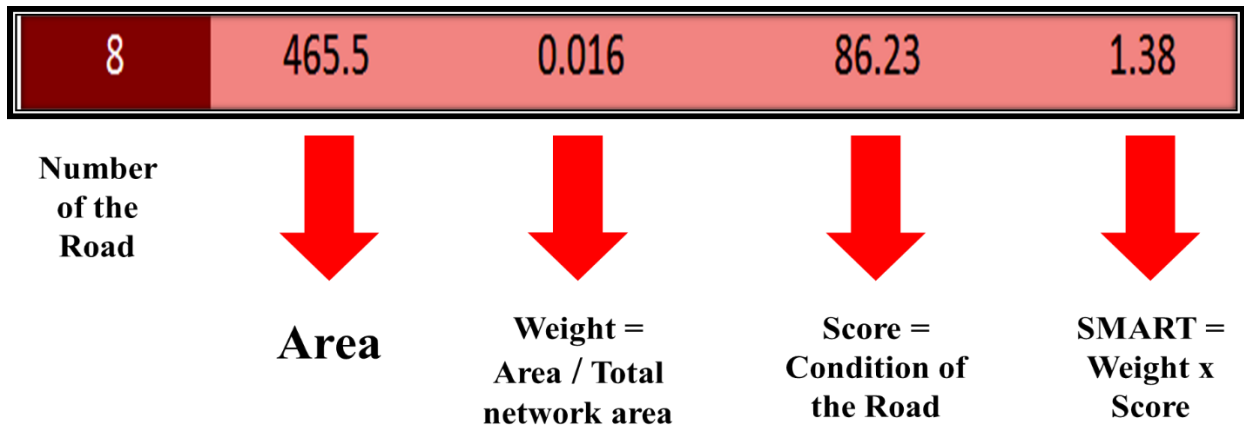 8 465.5 0.016 86.23 1.38
Number
of the
Road
Area
Weight =
Area / Total
network area
Score =
Condition of
the Road
SMART =
Weight x
Score